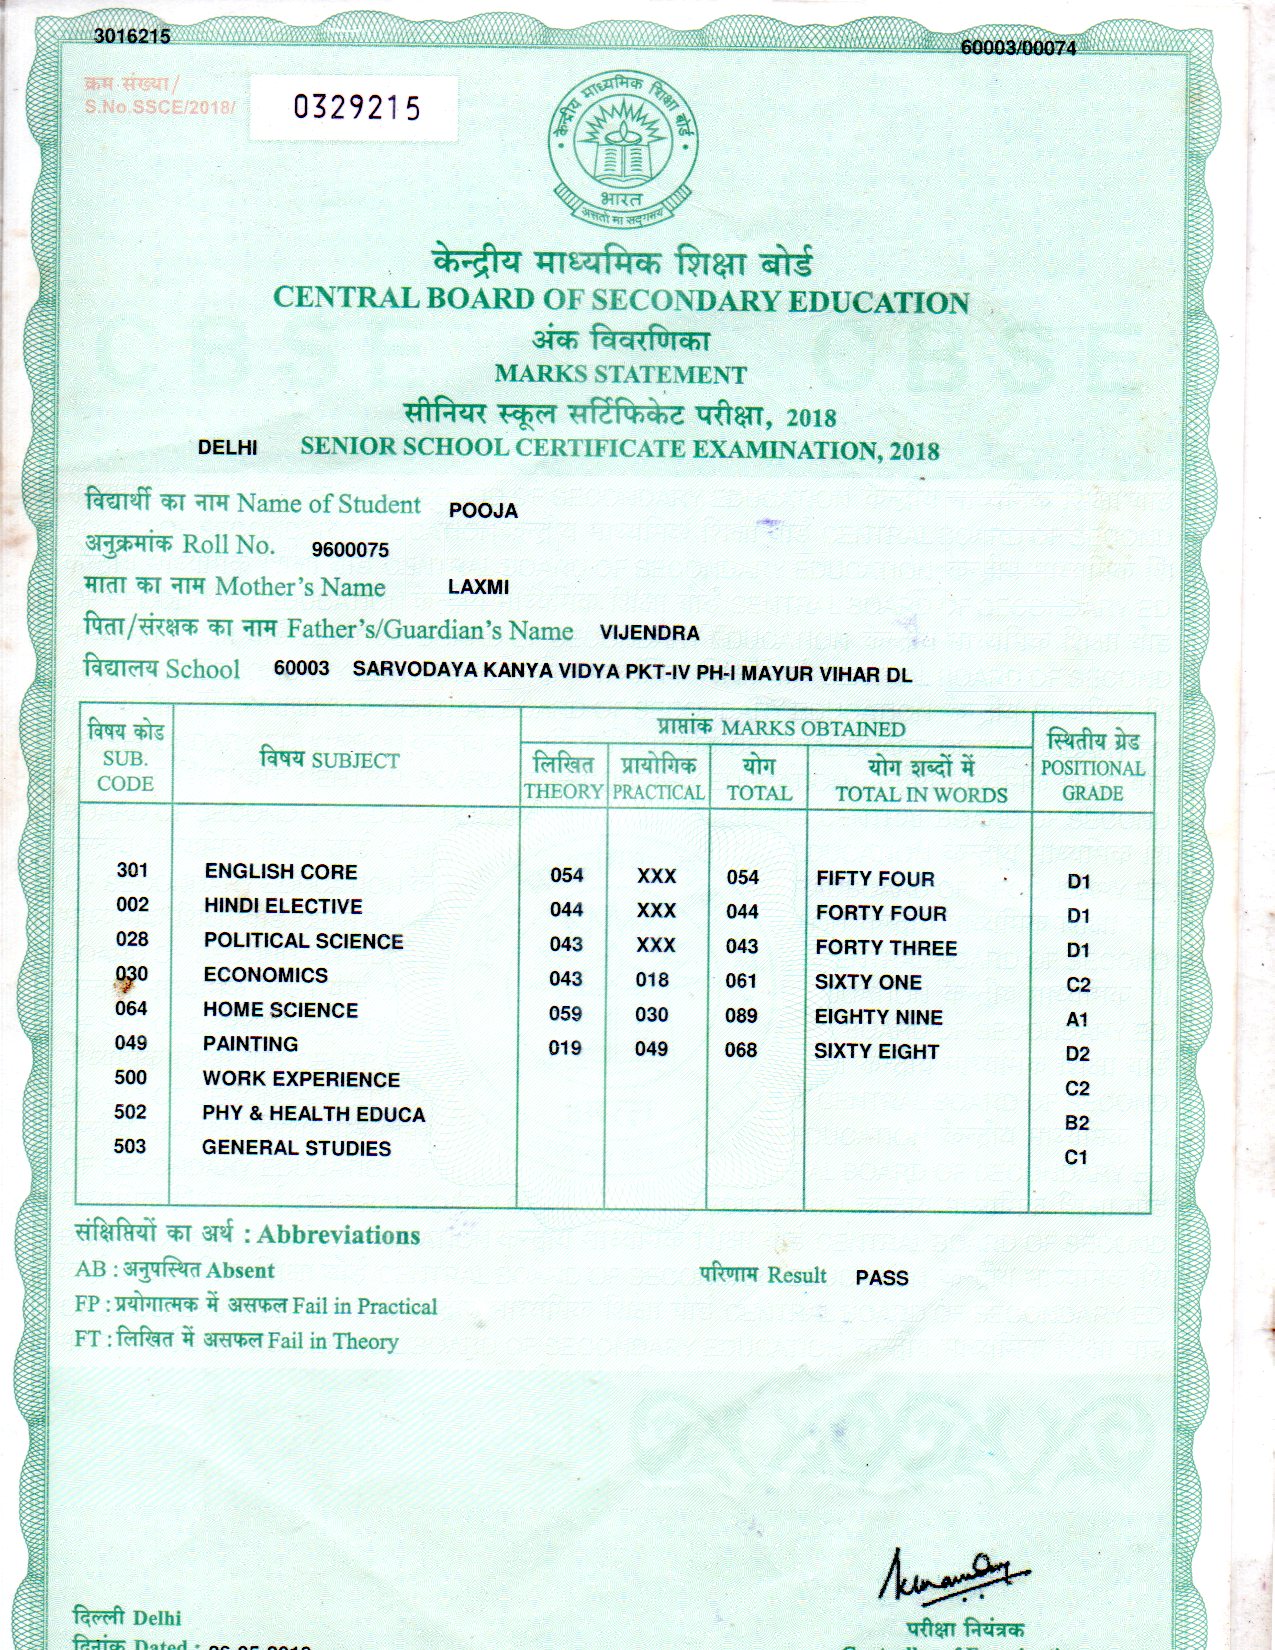 3016215
60003/00074
क्रम संख्या/
S.No.SSCE/2018/ 0329215
केन्द्रीय माध्यमिक शिक्षा बोर्ड
भारत
असतो मा सद्गमय
केन्द्रीय माध्यमिक शिक्षा बोर्ड
CENTRAL BOARD OF SECONDARY EDUCATION
अंक विवरणिका
MARKS STATEMENT
सीनियर स्कूल सर्टिफिकेट परीक्षा, 2018
DELHI SENIOR SCHOOL CERTIFICATE EXAMINATION, 2018
विद्यार्थी का नाम Name of Student POOJA
अनुक्रमांक Roll No. 9600075
माता का नाम Mother's Name LAXMI
पिता/संरक्षक का नाम Father's/Guardian's Name VIJENDRA
विद्यालय School 60003 SARVODAYA KANYA VIDYA PKT-IV PH-I MAYUR VIHAR DL
विषय कोड SUB. CODE
विषय SUBJECT
प्राप्तांक MARKS OBTAINED
लिखित THEORY
प्रायोगिक PRACTICAL
योग TOTAL
योग शब्दों में TOTAL IN WORDS
स्थितीय ग्रेड POSITIONAL GRADE
301 ENGLISH CORE 054 XXX 054 FIFTY FOUR D1
002 HINDI ELECTIVE 044 XXX 044 FORTY FOUR D1
028 POLITICAL SCIENCE 043 XXX 043 FORTY THREE D1
030 ECONOMICS 043 018 061 SIXTY ONE C2
064 HOME SCIENCE 059 030 089 EIGHTY NINE A1
049 PAINTING 019 049 068 SIXTY EIGHT D2
500 WORK EXPERIENCE C2
502 PHY & HEALTH EDUCA B2
503 GENERAL STUDIES C1
संक्षिप्तियों का अर्थ : Abbreviations
AB : अनुपस्थित Absent
परिणाम Result PASS
FP : प्रयोगात्मक में असफल Fail in Practical
FT : लिखित में असफल Fail in Theory
दिल्ली Delhi
परीक्षा नियंत्रक
दिनांक Dated :